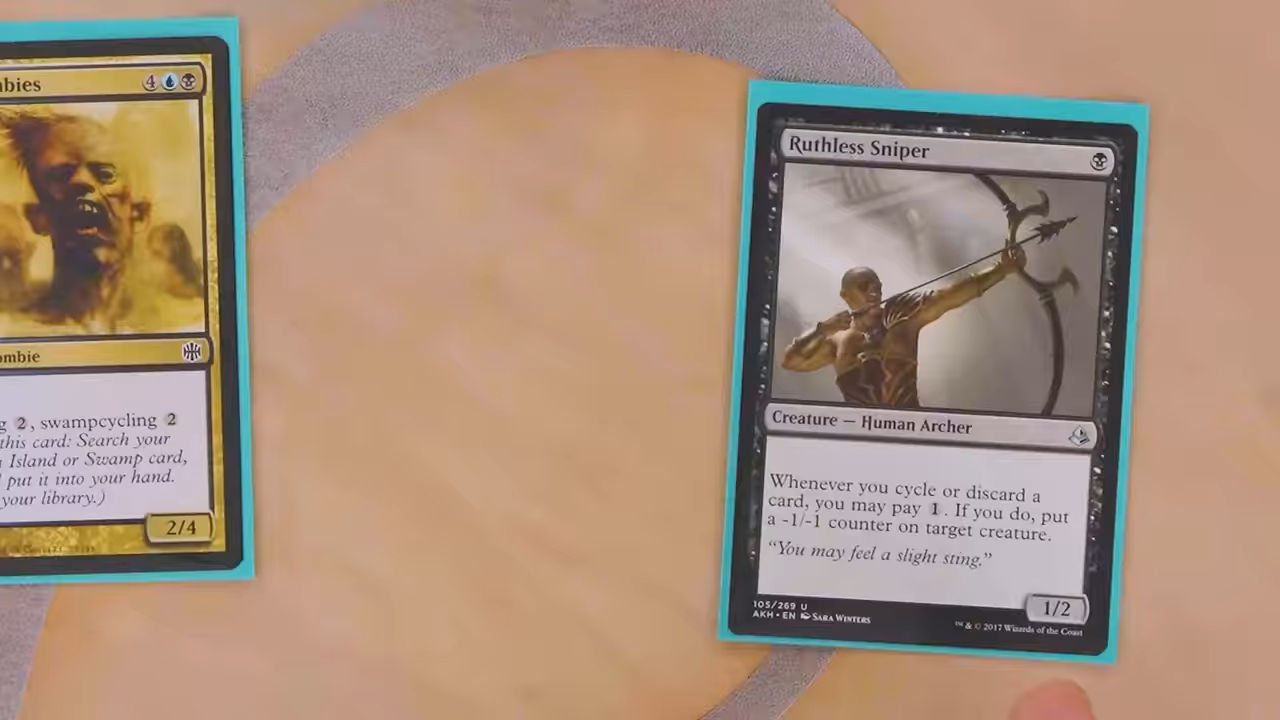 bies
4
ombie
g 2, swampcycling 2
this card: Search your
Island or Swamp card,
put it into your hand.
your library.)
2/4
Ruthless Sniper
Creature — Human Archer
Whenever you cycle or discard a
card, you may pay 1. If you do, put
a -1/-1 counter on target creature.
“You may feel a slight sting.”
1/2
105/269 U
AKH • EN Sara Winters
™ & © 2017 Wizards of the Coast